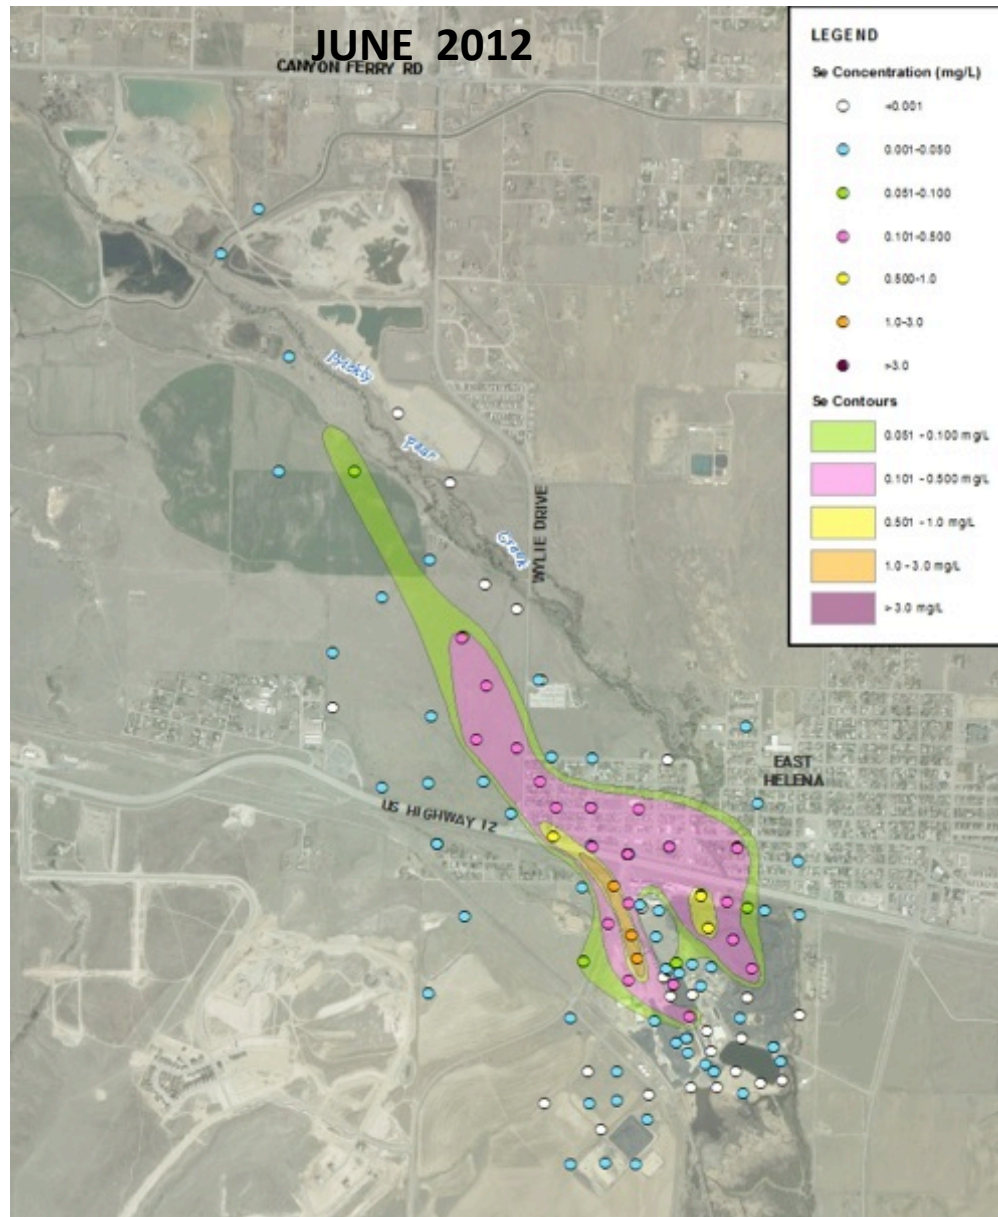 JUNE 2012
CANYON FERRY RD
Prickly
Pear
Creek
WYLIE DRIVE
EAST
HELENA
US HIGHWAY 12
LEGEND
Se Concentration (mg/L)
<0.001
0.001-0.050
0.051-0.100
0.101-0.500
0.500-1.0
1.0-3.0
>3.0
Se Contours
0.051 - 0.100 mg/L
0.101 - 0.500 mg/L
0.501 - 1.0 mg/L
1.0 - 3.0 mg/L
> 3.0 mg/L